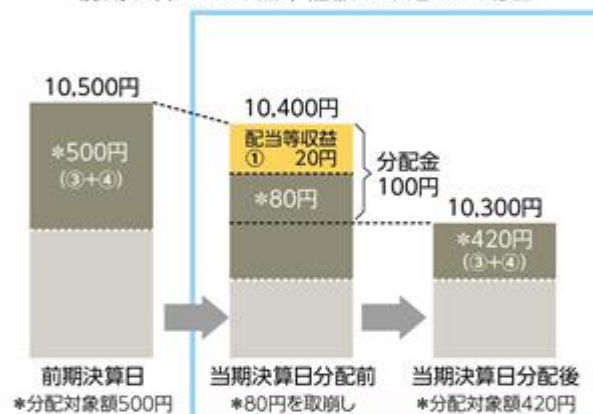 10,500円
10,400円
配当等収益
① 20円
分配金
100円
*500円
(③+④)
*80円
10,300円
*420円
(③+④)
前期決算日
当期決算日分配前
当期決算日分配後
*分配対象額500円
*80円を取崩し
*分配対象額420円